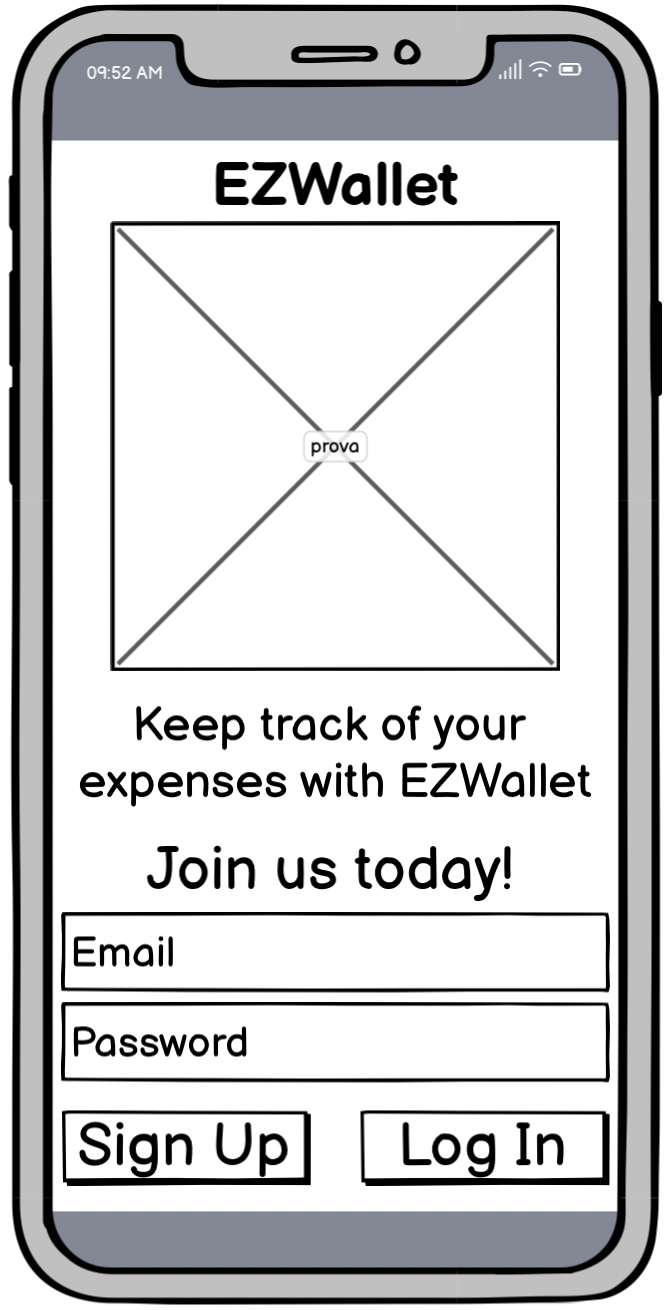 09:52 AM
EZWallet
prova
Keep track of your
expenses with EZWallet
Join us today!
Email
Password
Sign Up
Log In